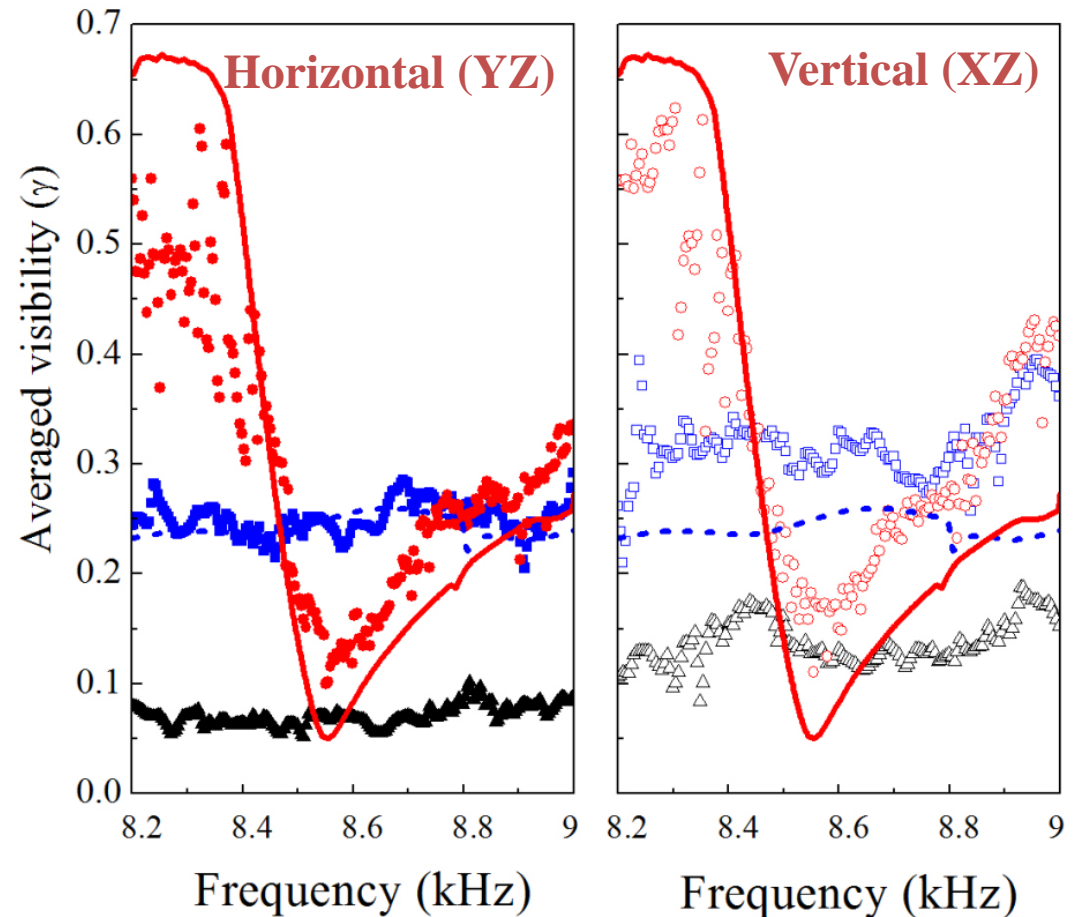 Averaged visibility (γ)
0.7
0.6
0.5
0.4
0.3
0.2
0.1
0.0
Horizontal (YZ)
8.2 8.4 8.6 8.8 9
Frequency (kHz)
Vertical (XZ)
8.2 8.4 8.6 8.8 9
Frequency (kHz)